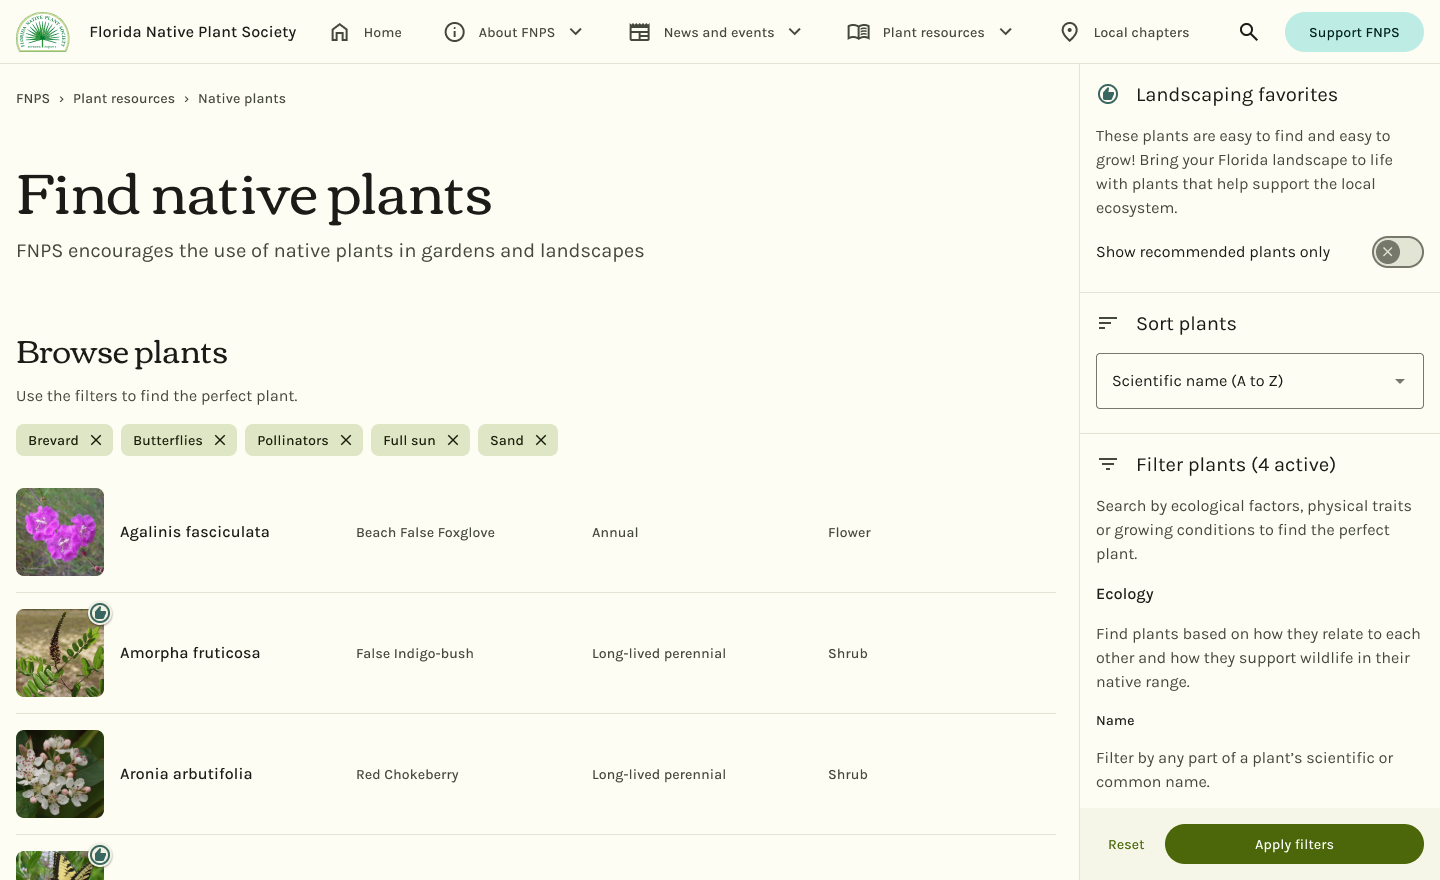 Florida Native Plant Society
Home
About FNPS
News and events
Plant resources
Local chapters
Support FNPS
FNPS › Plant resources › Native plants
Find native plants
FNPS encourages the use of native plants in gardens and landscapes
Browse plants
Use the filters to find the perfect plant.
Brevard
Butterflies
Pollinators
Full sun
Sand
Agalinis fasciculata Beach False Foxglove Annual Flower
Amorpha fruticosa False Indigo-bush Long-lived perennial Shrub
Aronia arbutifolia Red Chokeberry Long-lived perennial Shrub
Landscaping favorites
These plants are easy to find and easy to
grow! Bring your Florida landscape to life
with plants that help support the local
ecosystem.
Show recommended plants only
Sort plants
Scientific name (A to Z)
Filter plants (4 active)
Search by ecological factors, physical traits
or growing conditions to find the perfect
plant.
Ecology
Find plants based on how they relate to each
other and how they support wildlife in their
native range.
Name
Filter by any part of a plant’s scientific or
common name.
Reset
Apply filters